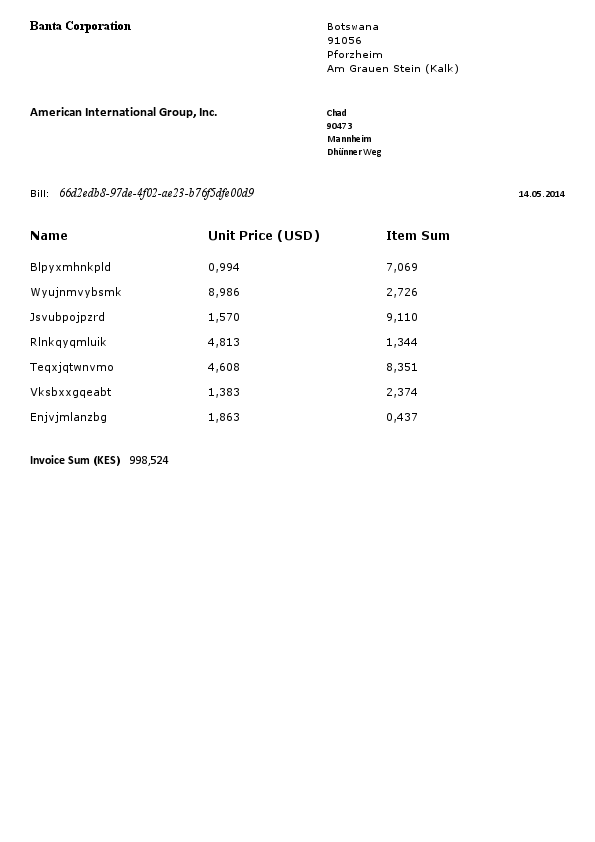 Banta Corporation
Botswana
91056
Pforzheim
Am Grauen Stein (Kalk)
American International Group, Inc.
Chad
90473
Mannheim
Dhünner Weg
Bill: 66d2edb8-97de-4f02-ae23-b76f5dfe00d9 14.05.2014
Name Unit Price (USD) Item Sum
Blpyxmhnkpld 0,994 7,069
Wyujnmvybsmk 8,986 2,726
Jsvubpojpzrd 1,570 9,110
Rlnkqyqmluik 4,813 1,344
Teqxjqtwnvmo 4,608 8,351
Vksbxxgqeabt 1,383 2,374
Enjvjmlanzbg 1,863 0,437
Invoice Sum (KES) 998,524